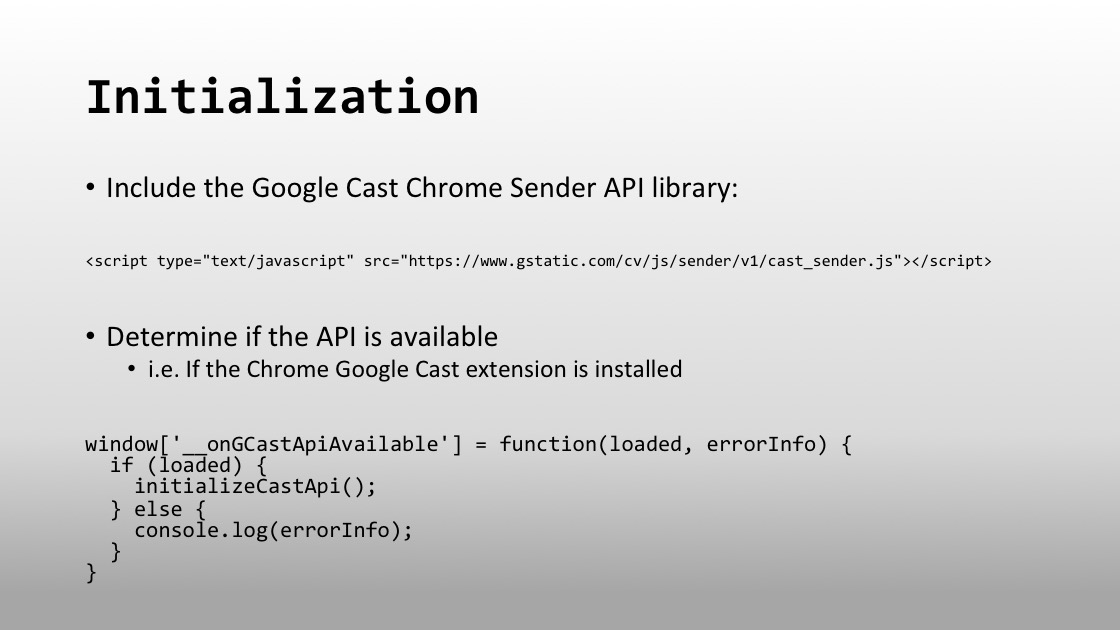 Initialization
• Include the Google Cast Chrome Sender API library:
<script type="text/javascript" src="https://www.gstatic.com/cv/js/sender/v1/cast_sender.js"></script>
• Determine if the API is available
• i.e. If the Chrome Google Cast extension is installed
window['__onGCastApiAvailable'] = function(loaded, errorInfo) {
  if (loaded) {
    initializeCastApi();
  } else {
    console.log(errorInfo);
  }
}